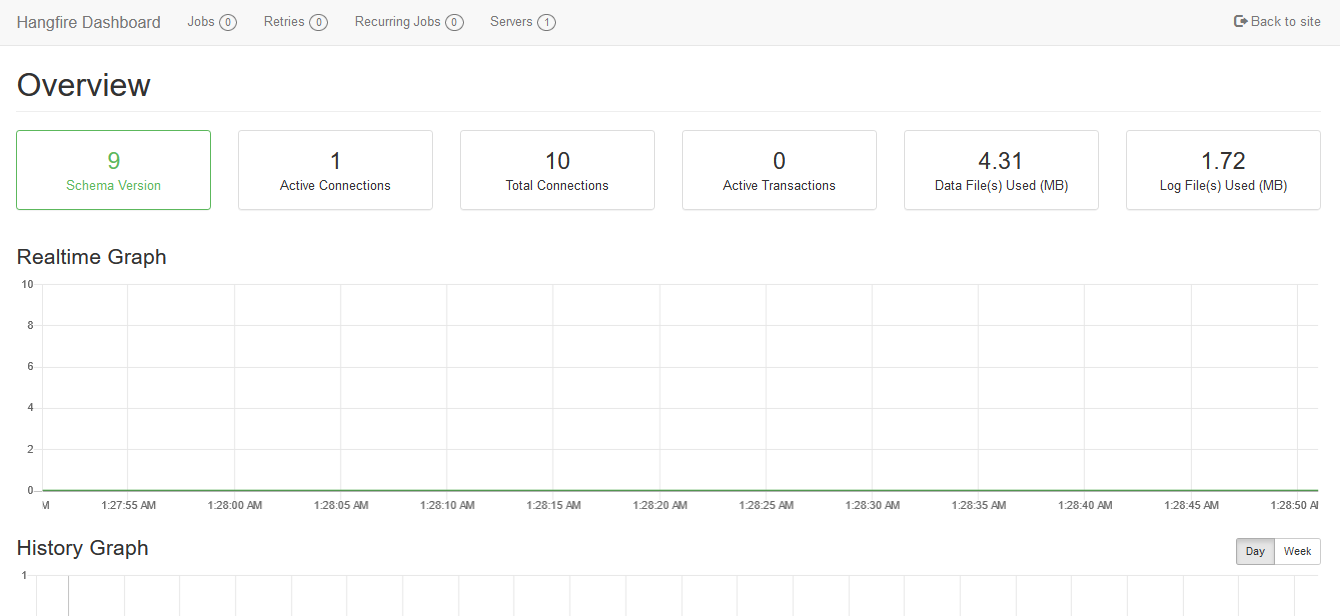 Hangfire Dashboard Jobs 0 Retries 0 Recurring Jobs 0 Servers 1 Back to site
Overview
9 1 10 0 4.31 1.72
Schema Version Active Connections Total Connections Active Transactions Data File(s) Used (MB) Log File(s) Used (MB)
Realtime Graph
10
8
6
4
2
0
M 1:27:55 AM 1:28:00 AM 1:28:05 AM 1:28:10 AM 1:28:15 AM 1:28:20 AM 1:28:25 AM 1:28:30 AM 1:28:35 AM 1:28:40 AM 1:28:45 AM 1:28:50 A
History Graph Day Week
1